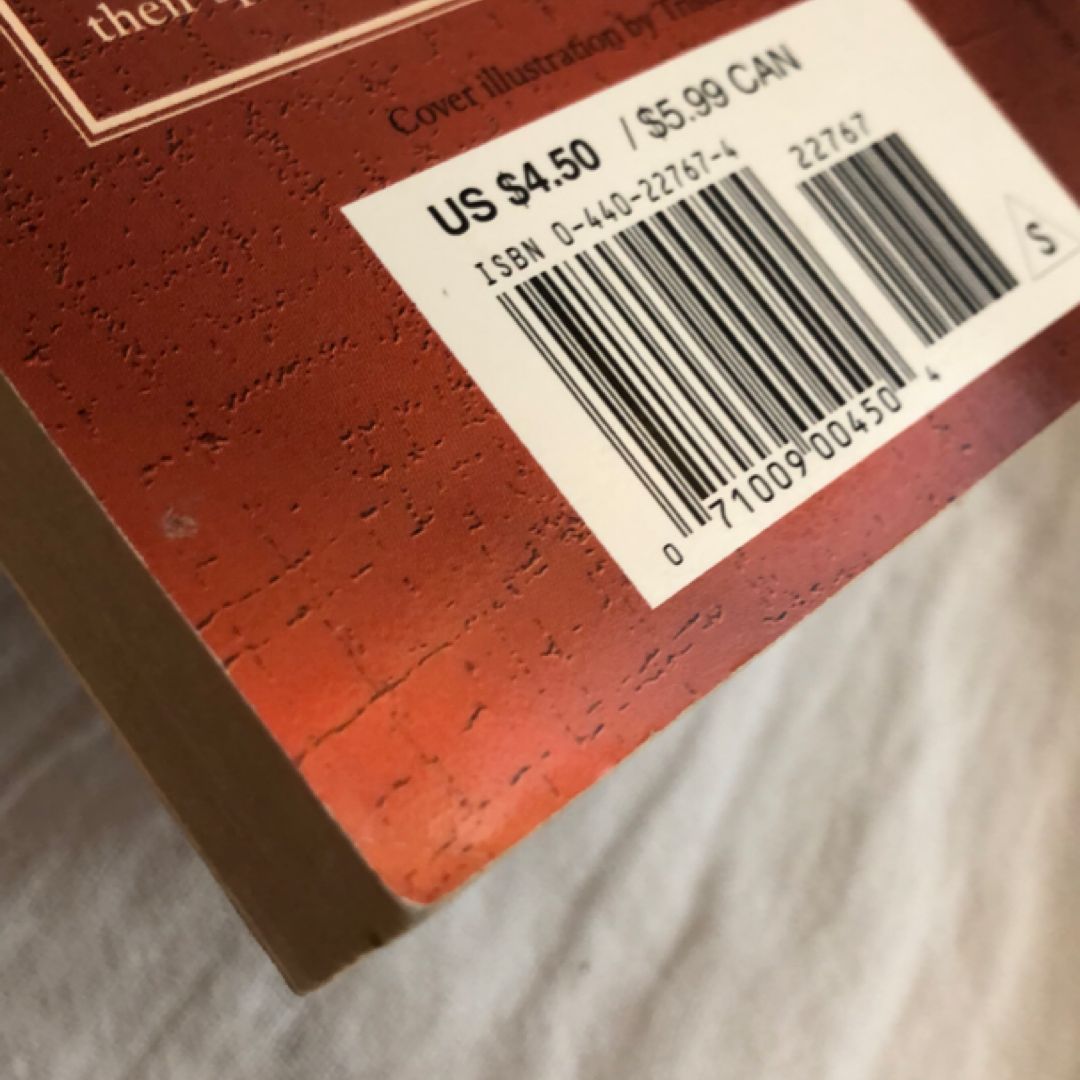 their
Cover illustration by
US $4.50 / $5.99 CAN
ISBN 0-440-22767-4
22767
S
0 71009 00450 4